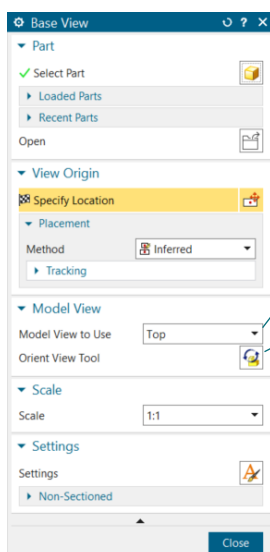 Base View
Part
Select Part
Loaded Parts
Recent Parts
Open
View Origin
Specify Location
Placement
Method Inferred
Tracking
Model View
Model View to Use Top
Orient View Tool
Scale
Scale 1:1
Settings
Settings
Non-Sectioned
Close